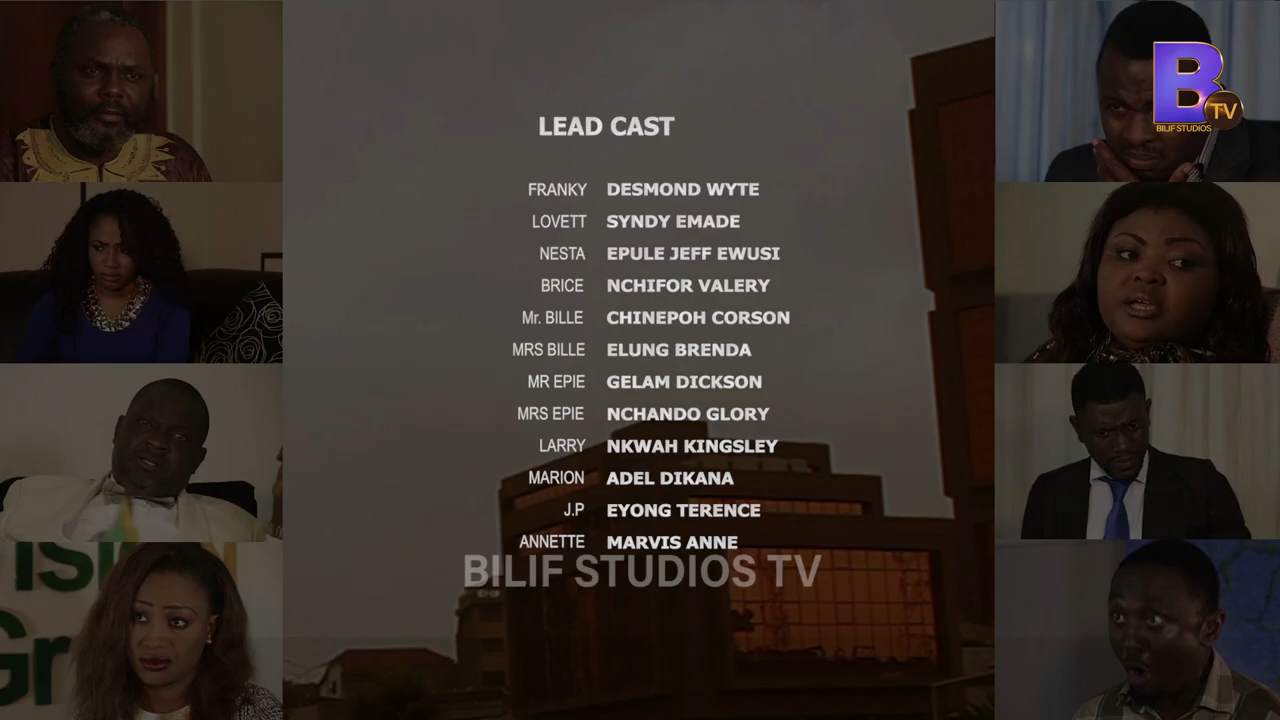 LEAD CAST
FRANKY DESMOND WYTE
LOVETT SYNDY EMADE
NESTA EPULE JEFF EWUSI
BRICE NCHIFOR VALERY
Mr. BILLE CHINEPOH CORSON
MRS BILLE ELUNG BRENDA
MR EPIE GELAM DICKSON
MRS EPIE NCHANDO GLORY
LARRY NKWAH KINGSLEY
MARION ADEL DIKANA
J.P EYONG TERENCE
ANNETTE MARVIS ANNE
BILIF STUDIOS TV
B TV
BILIF STUDIOS
Gr